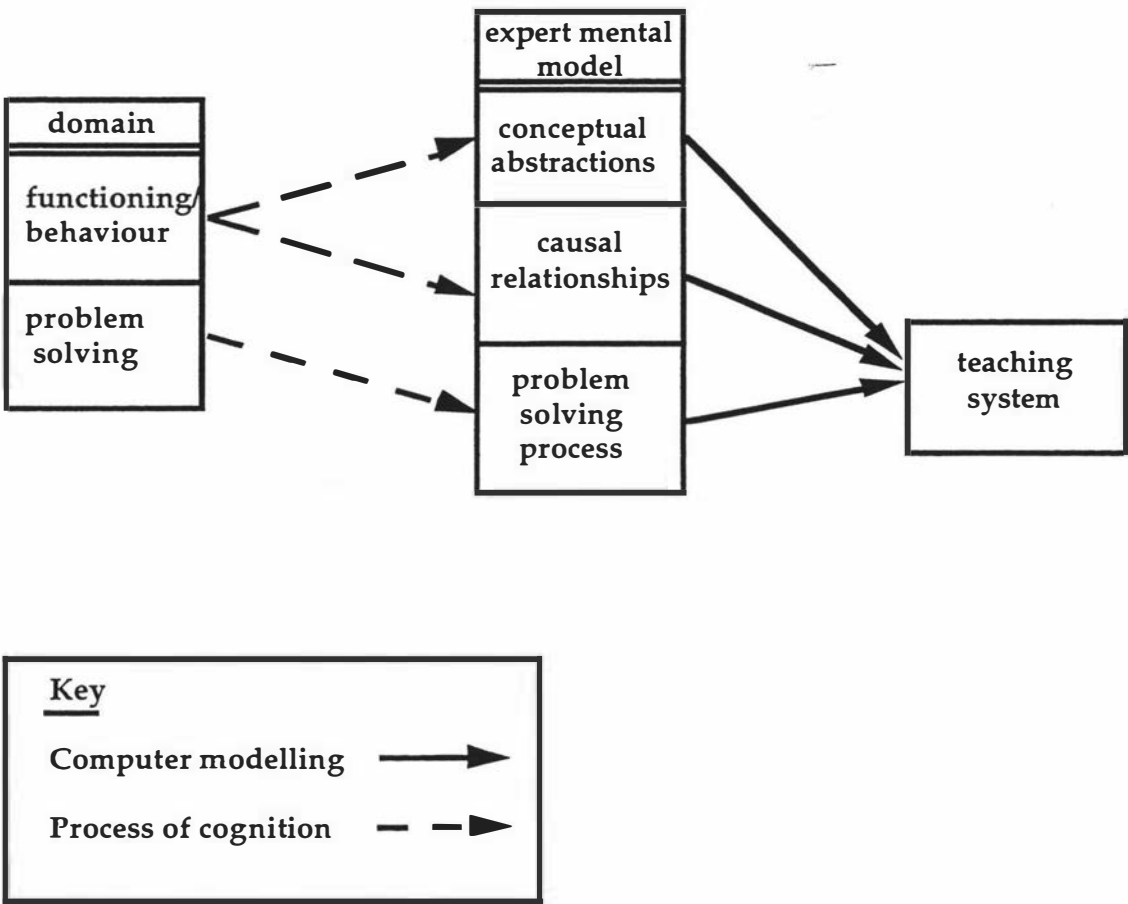 domain
functioning/
behaviour
problem
solving
expert mental
model
conceptual
abstractions
causal
relationships
problem
solving
process
teaching
system
Key
Computer modelling
Process of cognition